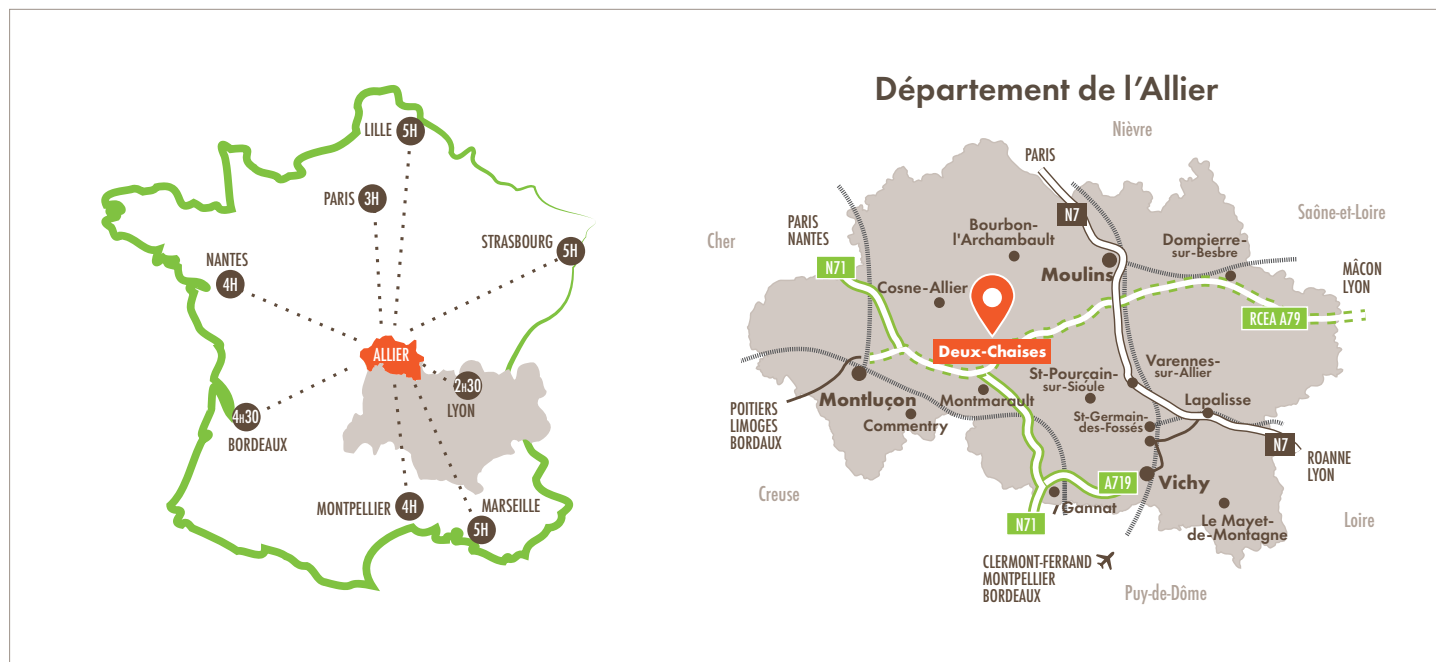 LILLE 5H
PARIS 3H
STRASBOURG
5H
NANTES
4H
ALLIER
2H30
LYON
4H30
BORDEAUX
MONTPELLIER 4H
MARSEILLE
5H
Département de l'Allier
Nièvre
PARIS
N7
Saône-et-Loire
Cher
PARIS
NANTES
N71
Bourbon-
l'Archambault
Moulins
Dompierre-
sur-Besbre
MÂCON
LYON
RCEA A79
Cosne-Allier
Deux-Chaises
Varennes-
sur-Allier
St-Pourcain-
sur-Sioule
Montluçon
Montmarault
Lapalisse
POITIERS
LIMOGES
BORDAUX
Commentry
St-Germain-
des-Fossés
N7
ROANNE
LYON
Creuse
A719
Vichy
Gannat
N71
Le Mayet-
de-Montagne
Loire
CLERMONT-FERRAND
MONTPELLIER
BORDEAUX
Puy-de-Dôme